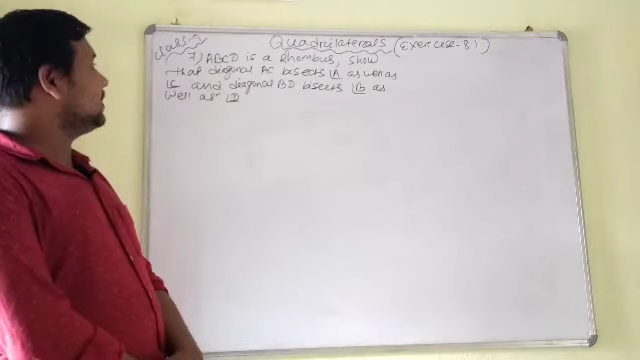 class-9 Quadrilaterals (Exercise-8.1)
7) ABCD is a Rhombus, show
that diagonal AC bisects ∠A as well as
∠C and diagonal BD bisects ∠B as
well as ∠D